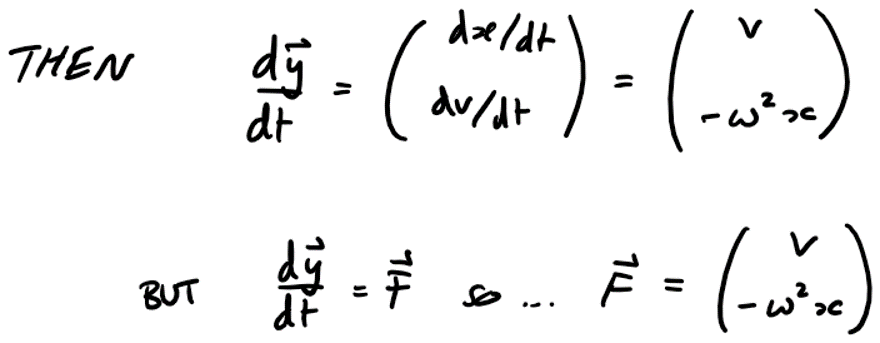 THEN $\frac{d\vec{y}}{dt} = \begin{pmatrix} dx/dt \\ dv/dt \end{pmatrix} = \begin{pmatrix} v \\ -\omega^2 x \end{pmatrix}$
BUT $\frac{d\vec{y}}{dt} = \vec{F}$ so ... $\vec{F} = \begin{pmatrix} v \\ -\omega^2 x \end{pmatrix}$